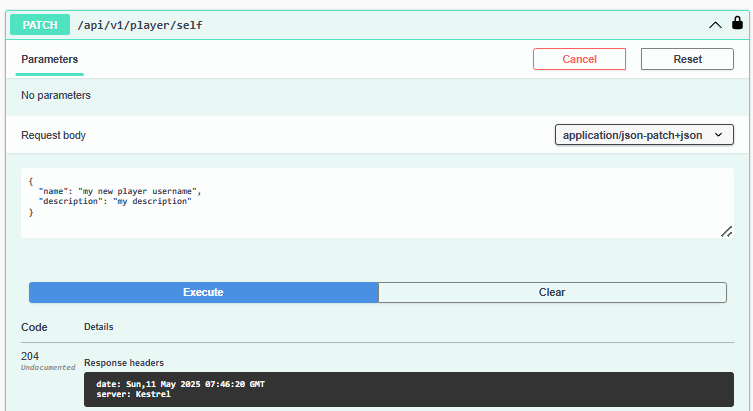 PATCH /api/v1/player/self
Parameters Cancel Reset
No parameters
Request body application/json-patch+json
{
  "name": "my new player username",
  "description": "my description"
}
Execute Clear
Code Details
204
Undocumented
Response headers
date: Sun,11 May 2025 07:46:20 GMT
server: Kestrel